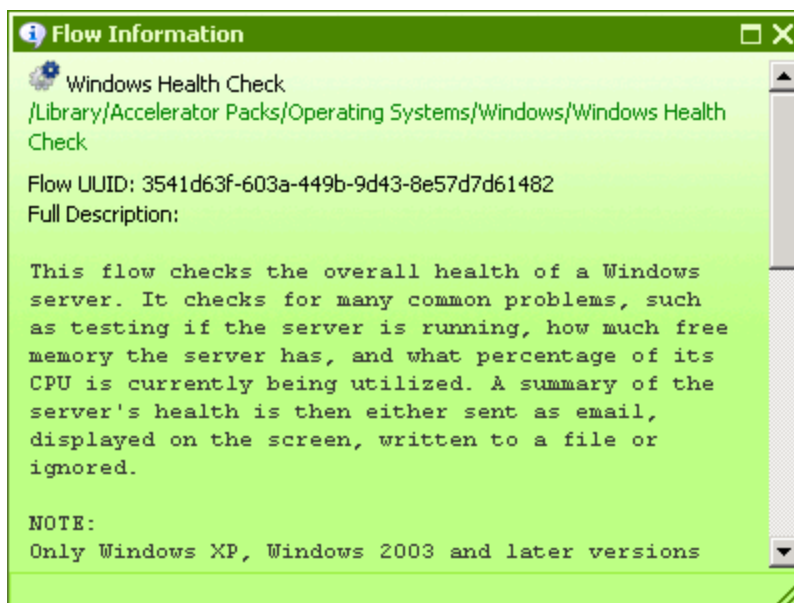 Flow Information
Windows Health Check
/Library/Accelerator Packs/Operating Systems/Windows/Windows Health
Check
Flow UUID: 3541d63f-603a-449b-9d43-8e57d7d61482
Full Description:
This flow checks the overall health of a Windows
server. It checks for many common problems, such
as testing if the server is running, how much free
memory the server has, and what percentage of its
CPU is currently being utilized. A summary of the
server's health is then either sent as email,
displayed on the screen, written to a file or
ignored.
NOTE:
Only Windows XP, Windows 2003 and later versions